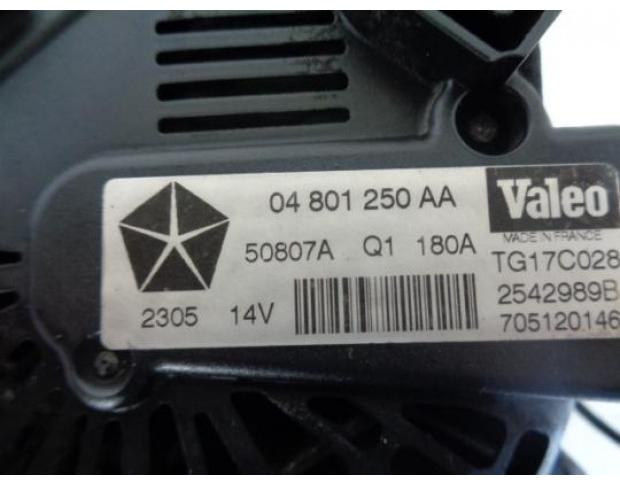 04 801 250 AA
Valeo
MADE IN FRANCE
50807A Q1 180A
TG17C028
2305 14V
2542989B
705120146